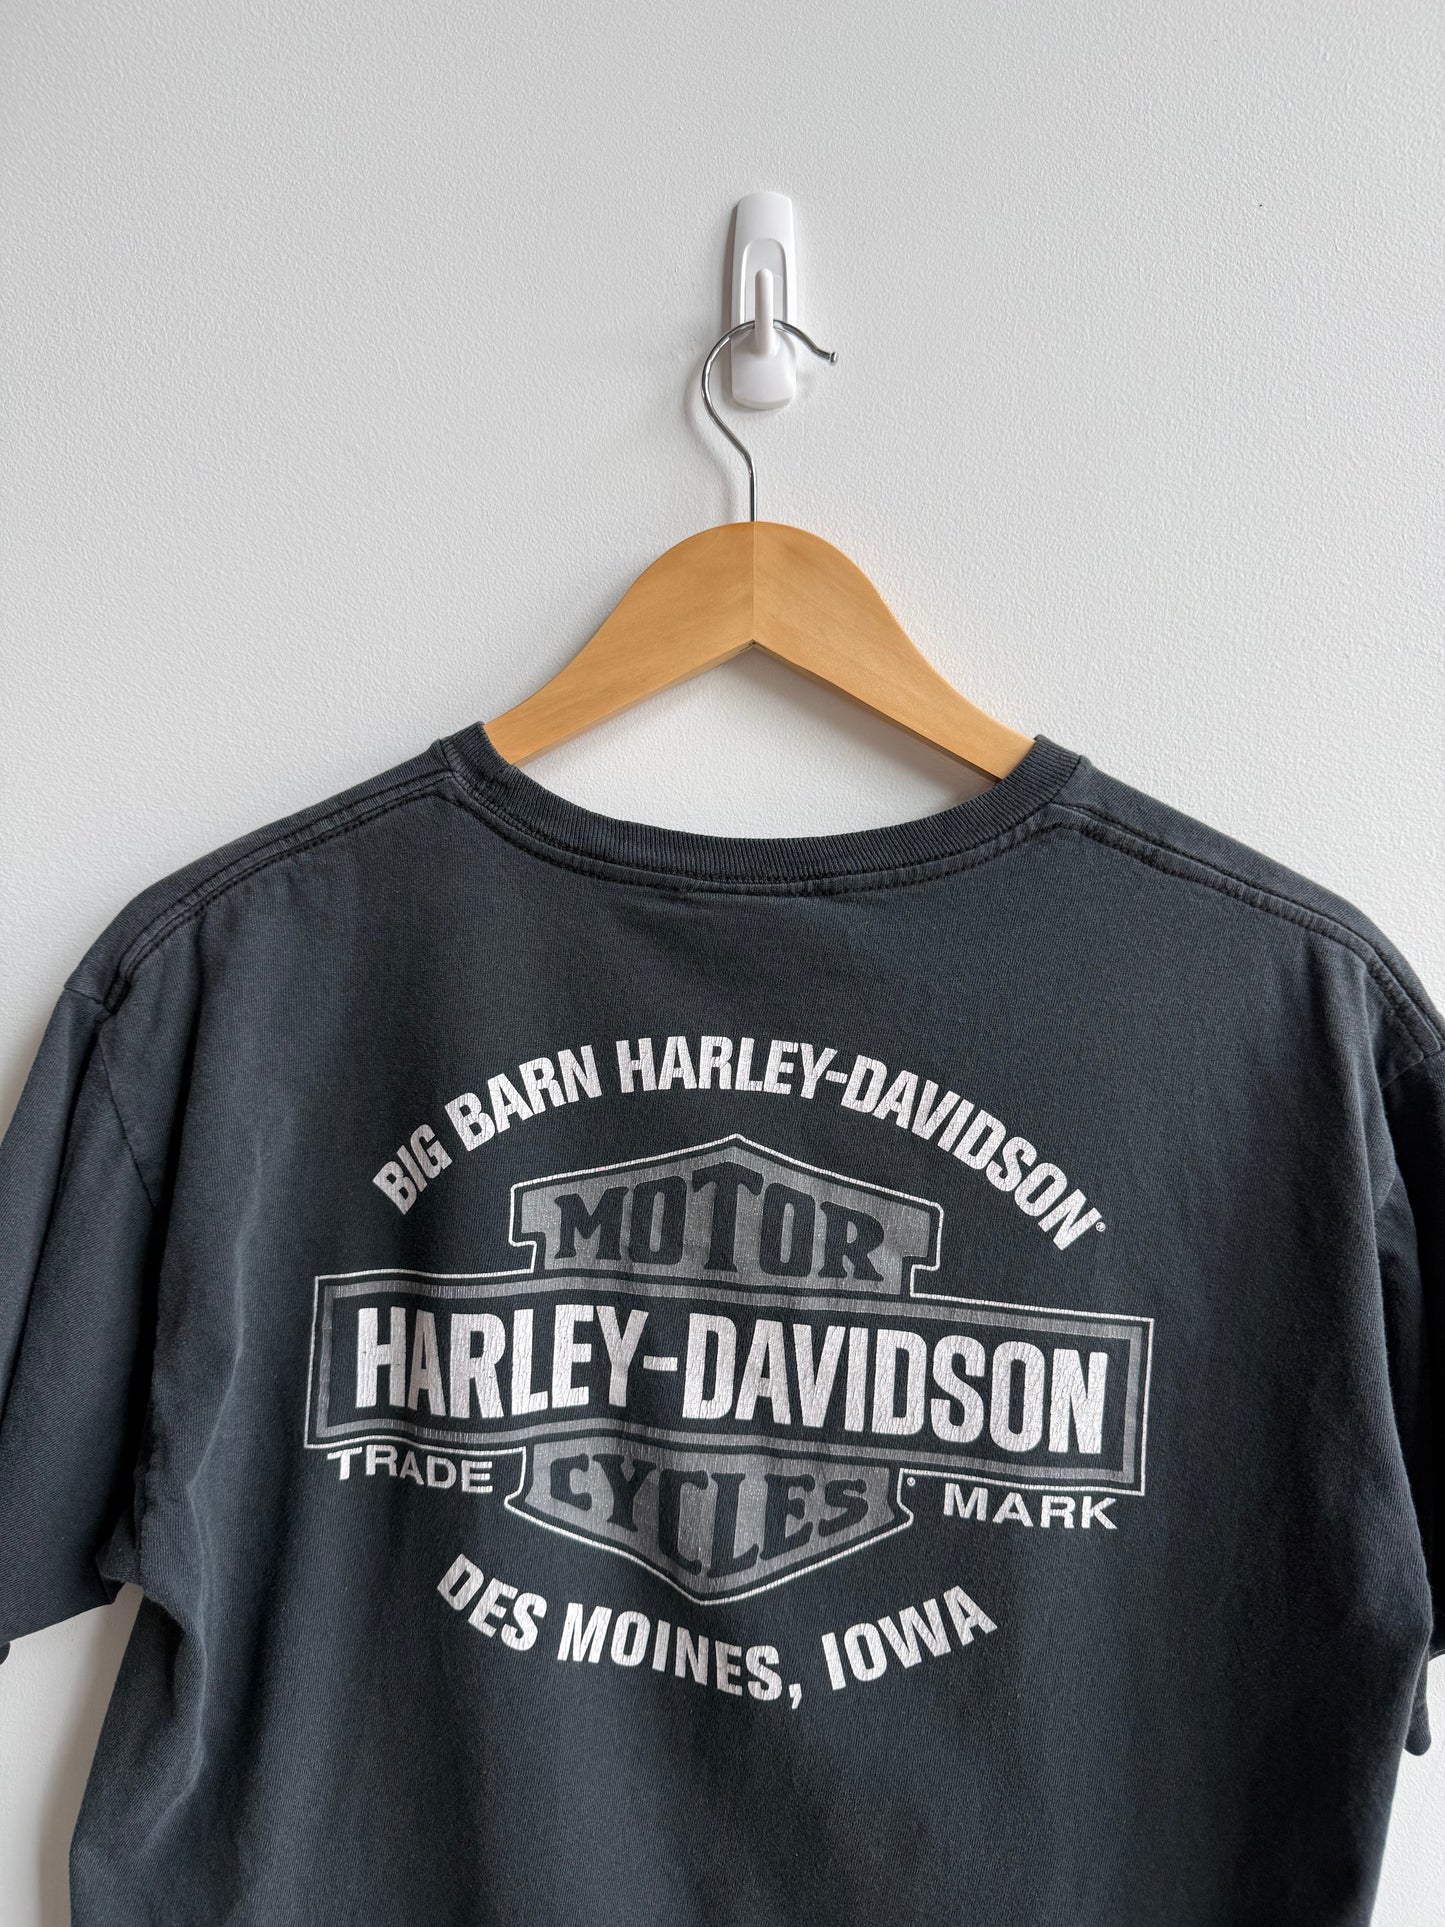 BIG BARN HARLEY-DAVIDSON®
MOTOR
HARLEY-DAVIDSON
TRADE MARK
CYCLES®
DES MOINES, IOWA